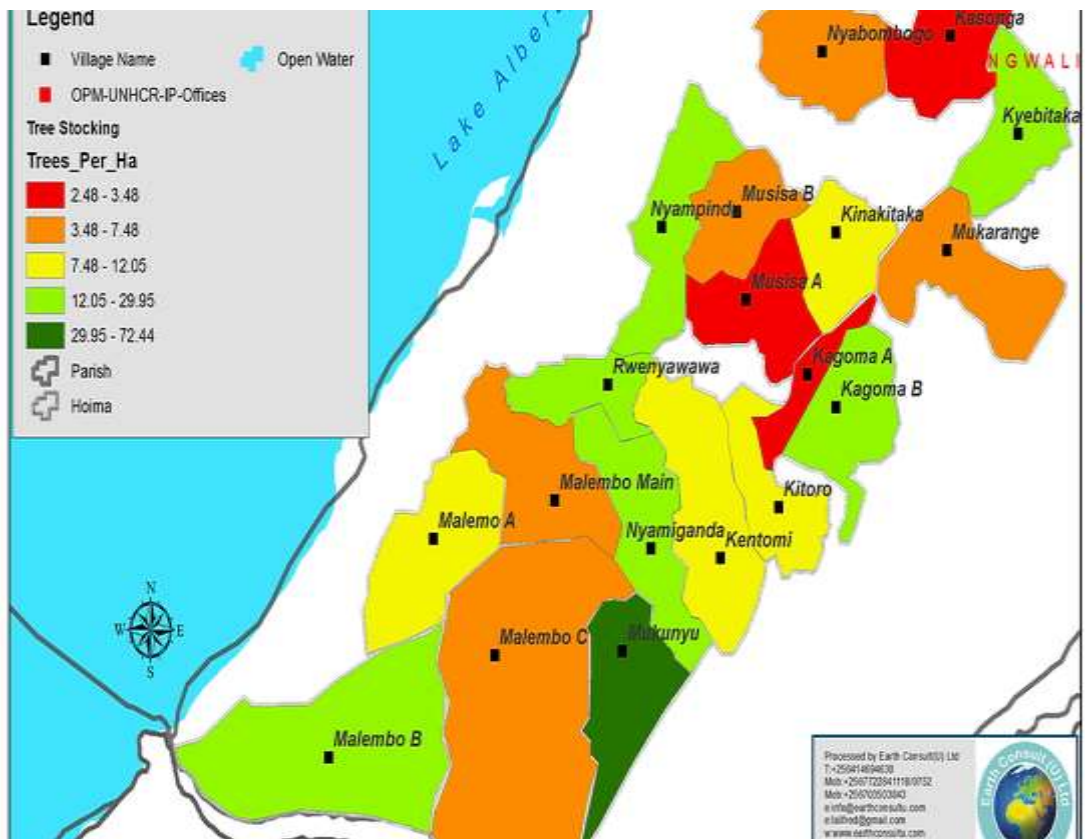 Legend
Village Name
Open Water
OPM-UNHCR-IP-Offices
Tree Stocking
Trees_Per_Ha
2.48 - 3.48
3.48 - 7.48
7.48 - 12.05
12.05 - 29.95
29.95 - 72.44
Parish
Hoima
Lake Alber
Nyabombogo
Kasonga
NGWALI
Kyebitaka
Nyampindu
Musisa B
Kinakitaka
Mukarange
Musisa A
Kagoma A
Kagoma B
Rwenyawawa
Malembo Main
Kitoro
Malemo A
Nyamiganda
Kentomi
Malembo C
Mukunyu
Malembo B
N
W
E
S
Processed by Earth Consult(U) Ltd
Earth Consult (U) Ltd